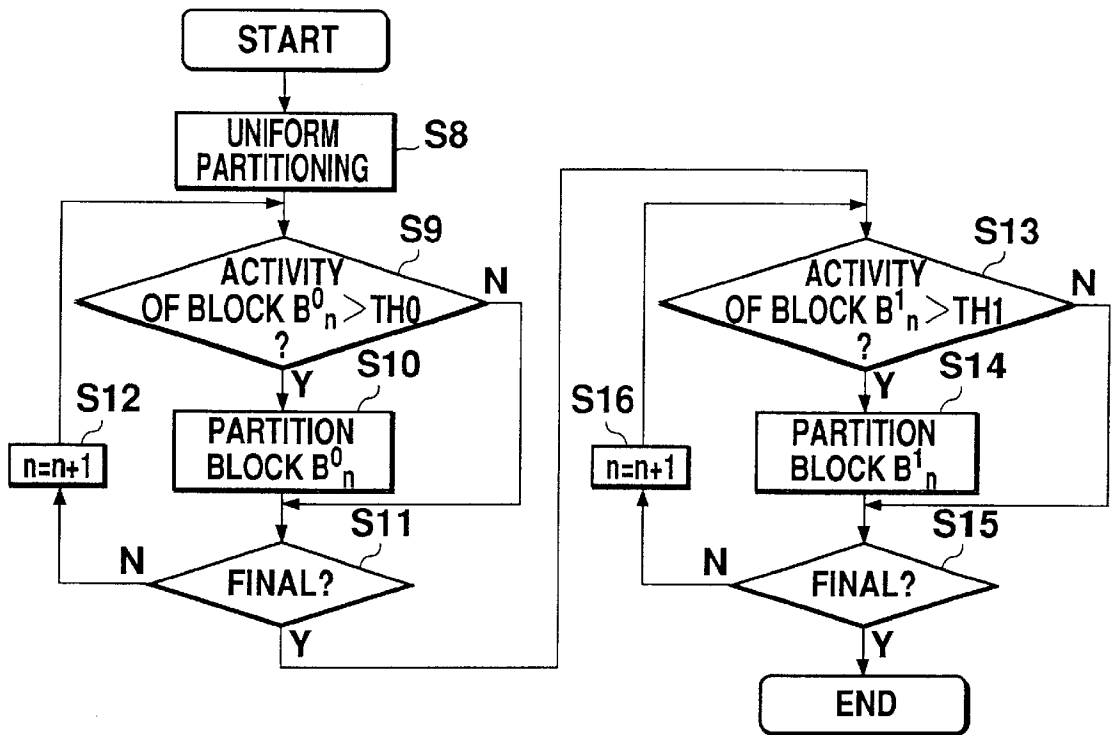 START
UNIFORM
PARTITIONING
S8
S9
ACTIVITY
OF BLOCK B⁰ₙ > TH0
?
N
Y
S10
PARTITION
BLOCK B⁰ₙ
S12
n=n+1
S11
FINAL?
N
Y
S13
ACTIVITY
OF BLOCK B¹ₙ > TH1
?
N
Y
S14
PARTITION
BLOCK B¹ₙ
S16
n=n+1
S15
FINAL?
N
Y
END